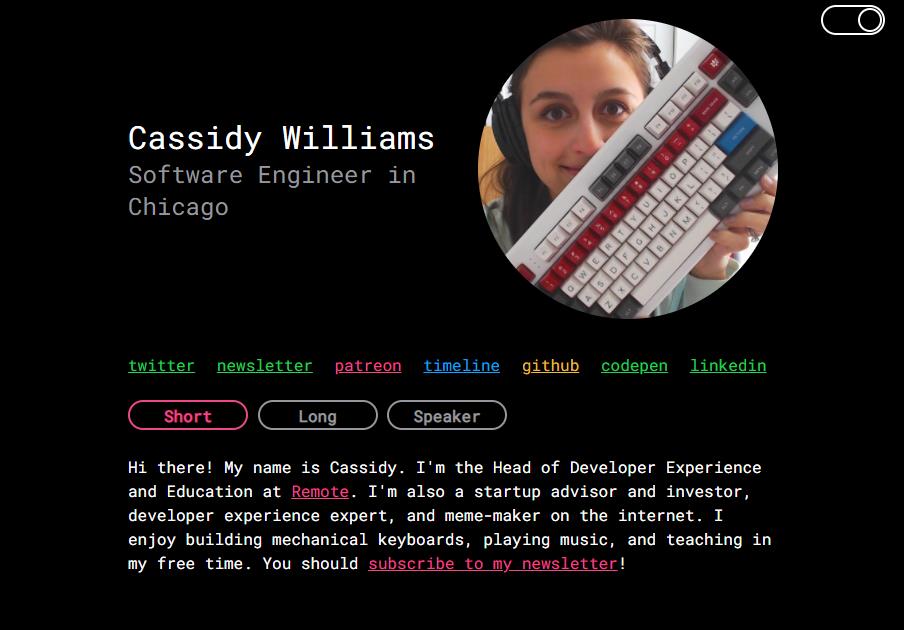 Cassidy Williams
Software Engineer in
Chicago
twitter newsletter patreon timeline github codepen linkedin
Short Long Speaker
Hi there! My name is Cassidy. I'm the Head of Developer Experience
and Education at Remote. I'm also a startup advisor and investor,
developer experience expert, and meme-maker on the internet. I
enjoy building mechanical keyboards, playing music, and teaching in
my free time. You should subscribe to my newsletter!